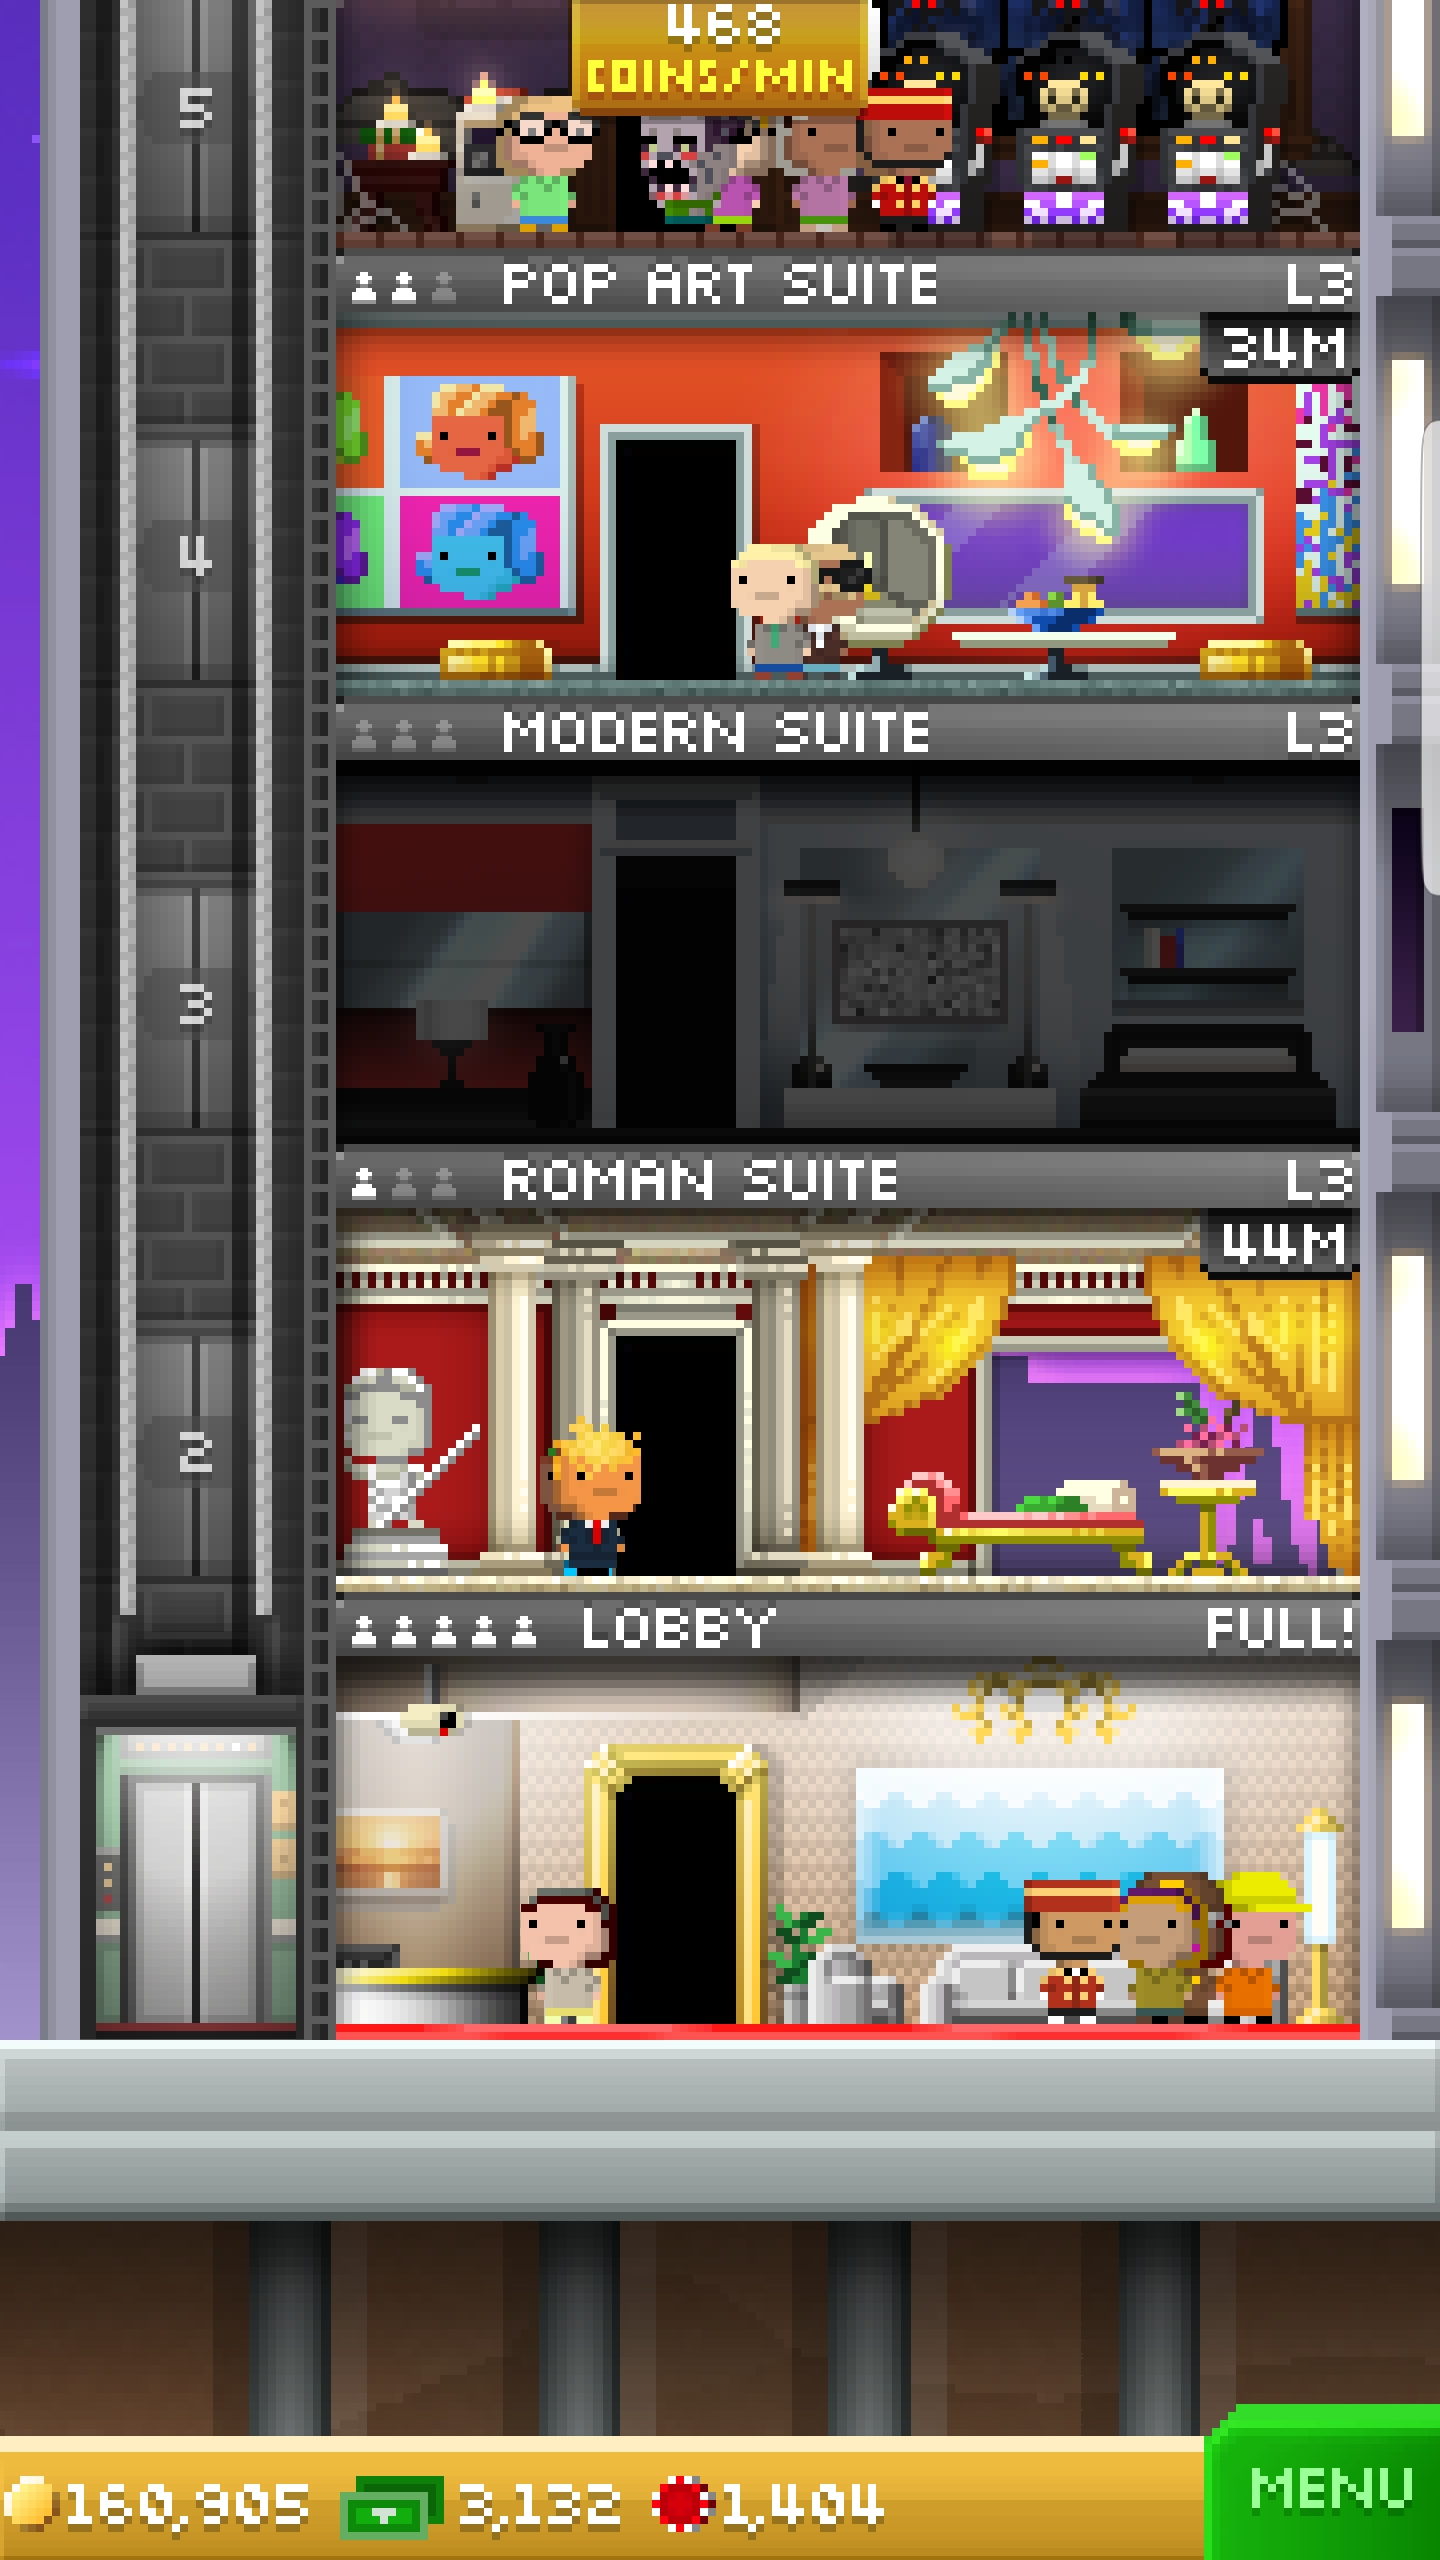 468
COINS/MIN
5
POP ART SUITE L3
34M
4
MODERN SUITE L3
3
ROMAN SUITE L3
44M
2
LOBBY FULL!
160,905 3,132 1,404 MENU